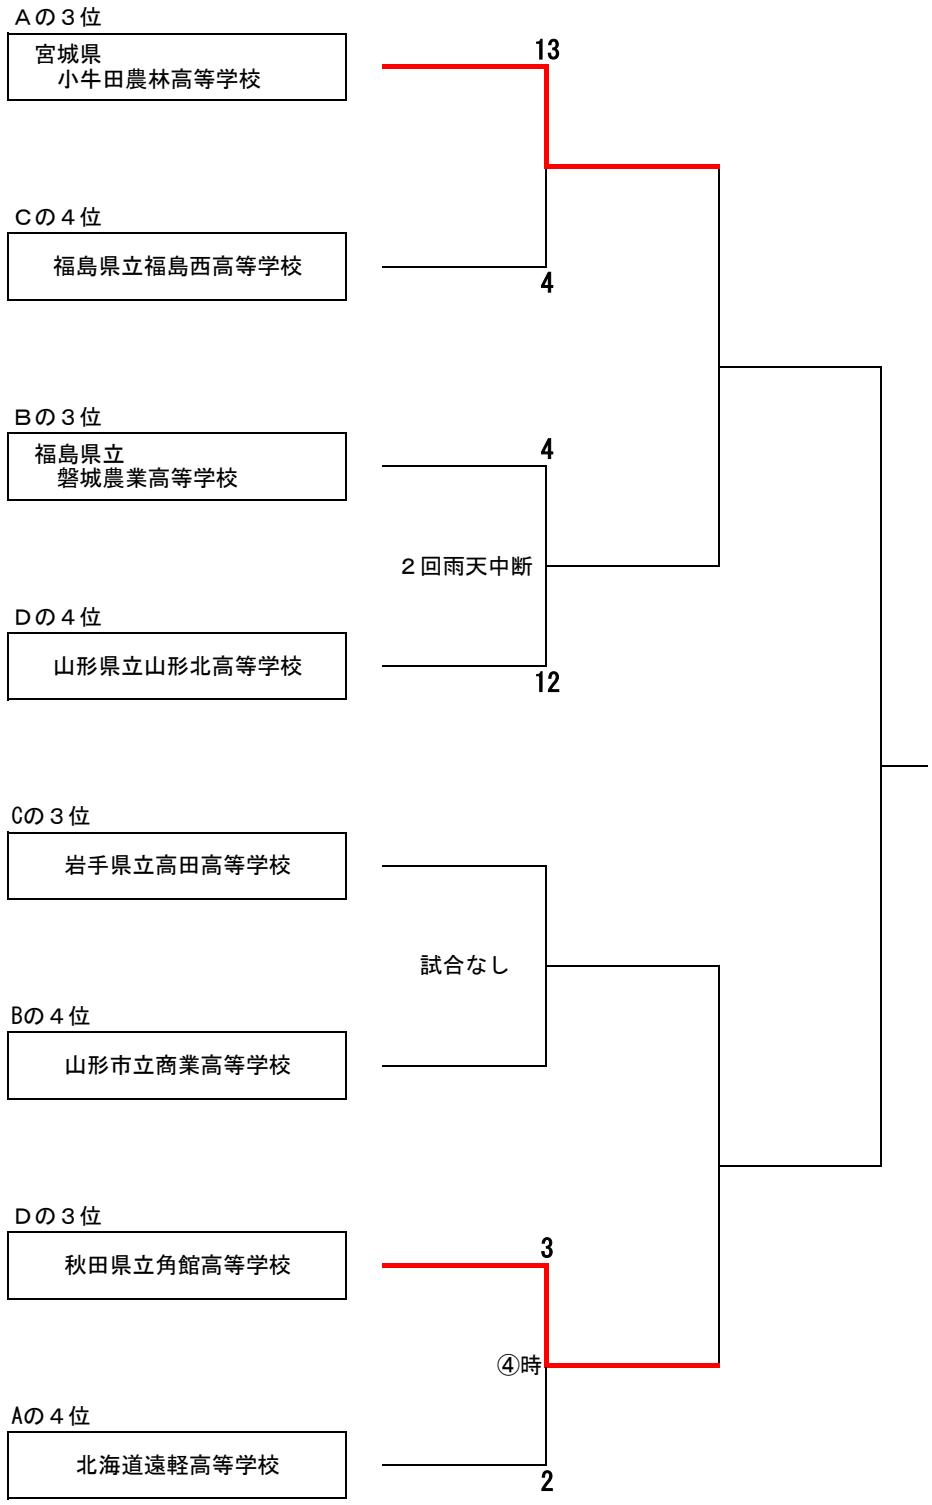 Ａの３位
13
宮城県
小牛田農林高等学校
Ｃの４位
福島県立福島西高等学校
4
Ｂの３位
4
福島県立
磐城農業高等学校
２回雨天中断
Ｄの４位
山形県立山形北高等学校
12
Cの３位
岩手県立高田高等学校
試合なし
Bの４位
山形市立商業高等学校
Ｄの３位
3
秋田県立角館高等学校
④時
Aの４位
北海道遠軽高等学校
2